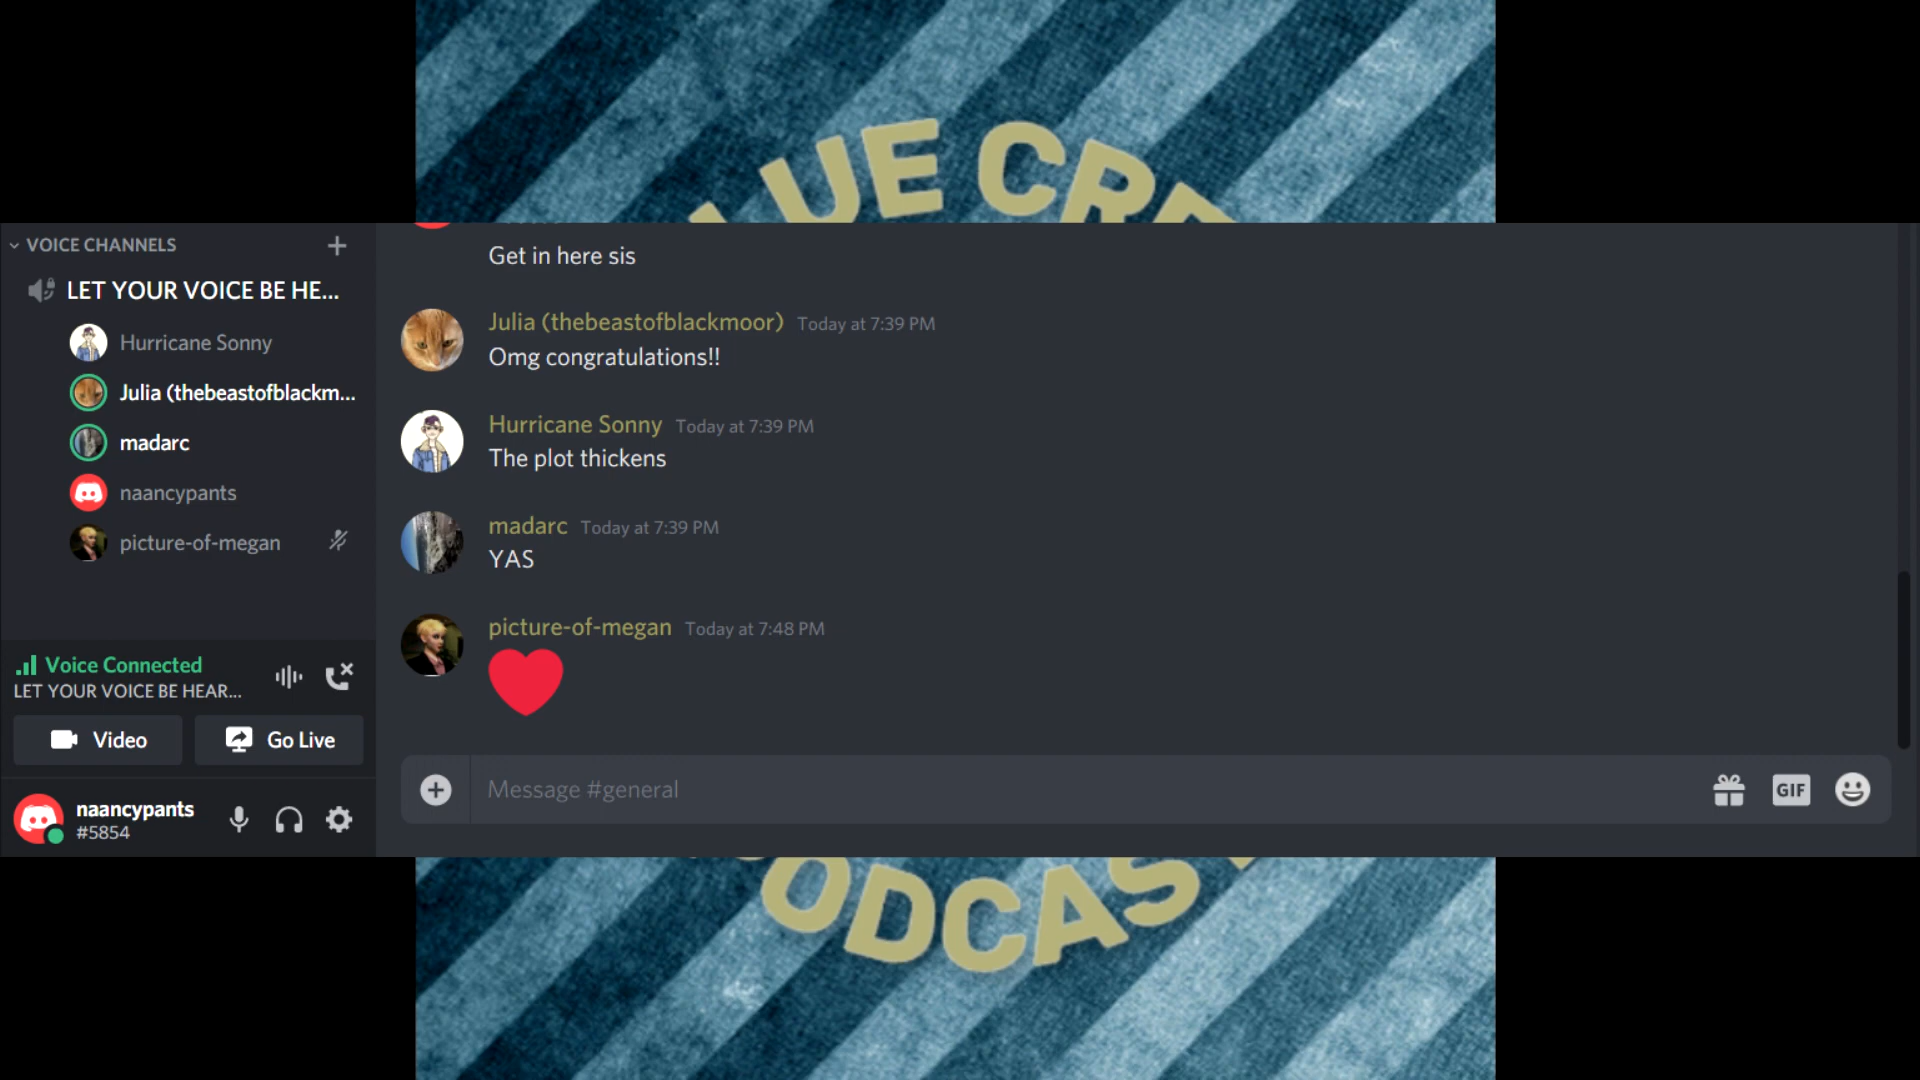 LUE CRE
VOICE CHANNELS
LET YOUR VOICE BE HE...
Hurricane Sonny
Julia (thebeastofblackm...
madarc
naancypants
picture-of-megan
Voice Connected
LET YOUR VOICE BE HEAR...
Video
Go Live
naancypants
#5854
Get in here sis
Julia (thebeastofblackmoor) Today at 7:39 PM
Omg congratulations!!
Hurricane Sonny Today at 7:39 PM
The plot thickens
madarc Today at 7:39 PM
YAS
picture-of-megan Today at 7:48 PM
Message #general
GIF
ODCAST